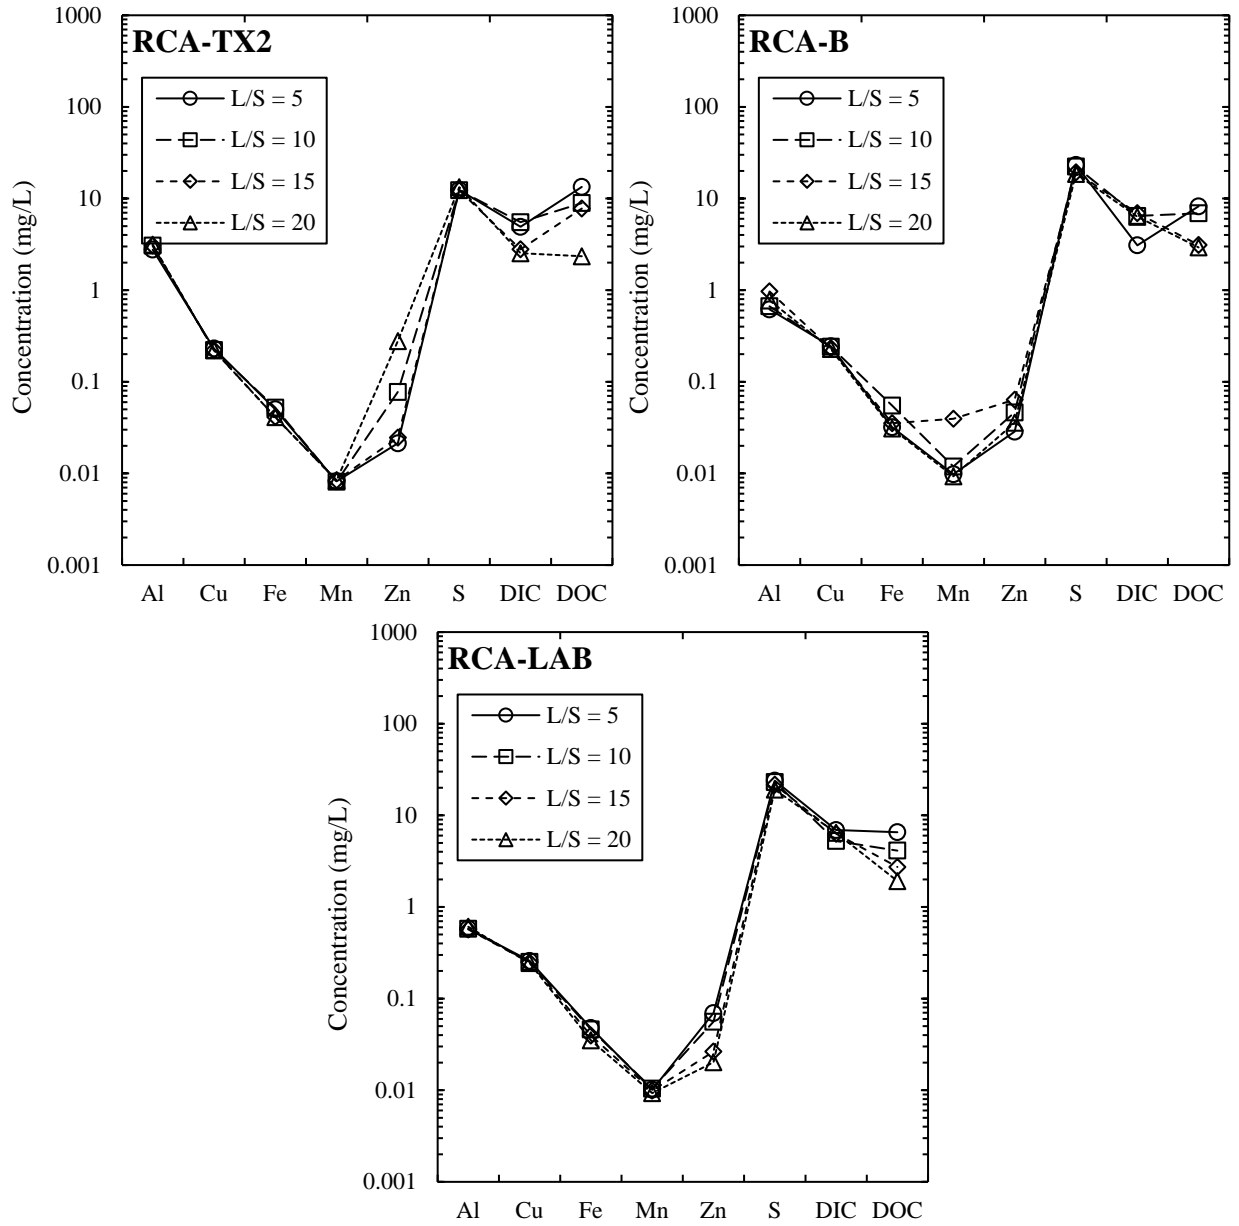 RCA-TX2
Concentration (mg/L)
1000
100
10
1
0.1
0.01
0.001
L/S = 5
L/S = 10
L/S = 15
L/S = 20
Al Cu Fe Mn Zn S DIC DOC
RCA-B
Concentration (mg/L)
1000
100
10
1
0.1
0.01
0.001
L/S = 5
L/S = 10
L/S = 15
L/S = 20
Al Cu Fe Mn Zn S DIC DOC
RCA-LAB
Concentration (mg/L)
1000
100
10
1
0.1
0.01
0.001
L/S = 5
L/S = 10
L/S = 15
L/S = 20
Al Cu Fe Mn Zn S DIC DOC